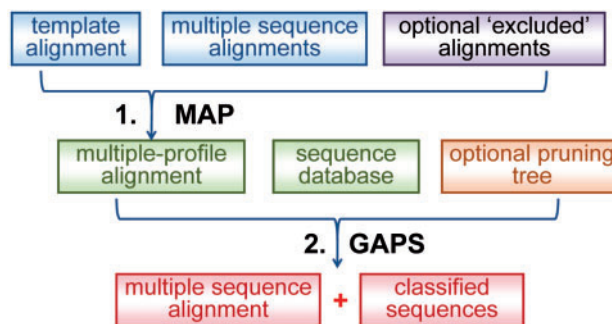 template
alignment
multiple sequence
alignments
optional ‘excluded’
alignments
1. MAP
multiple-profile
alignment
sequence
database
optional pruning
tree
2. GAPS
multiple sequence
alignment
+
classified
sequences